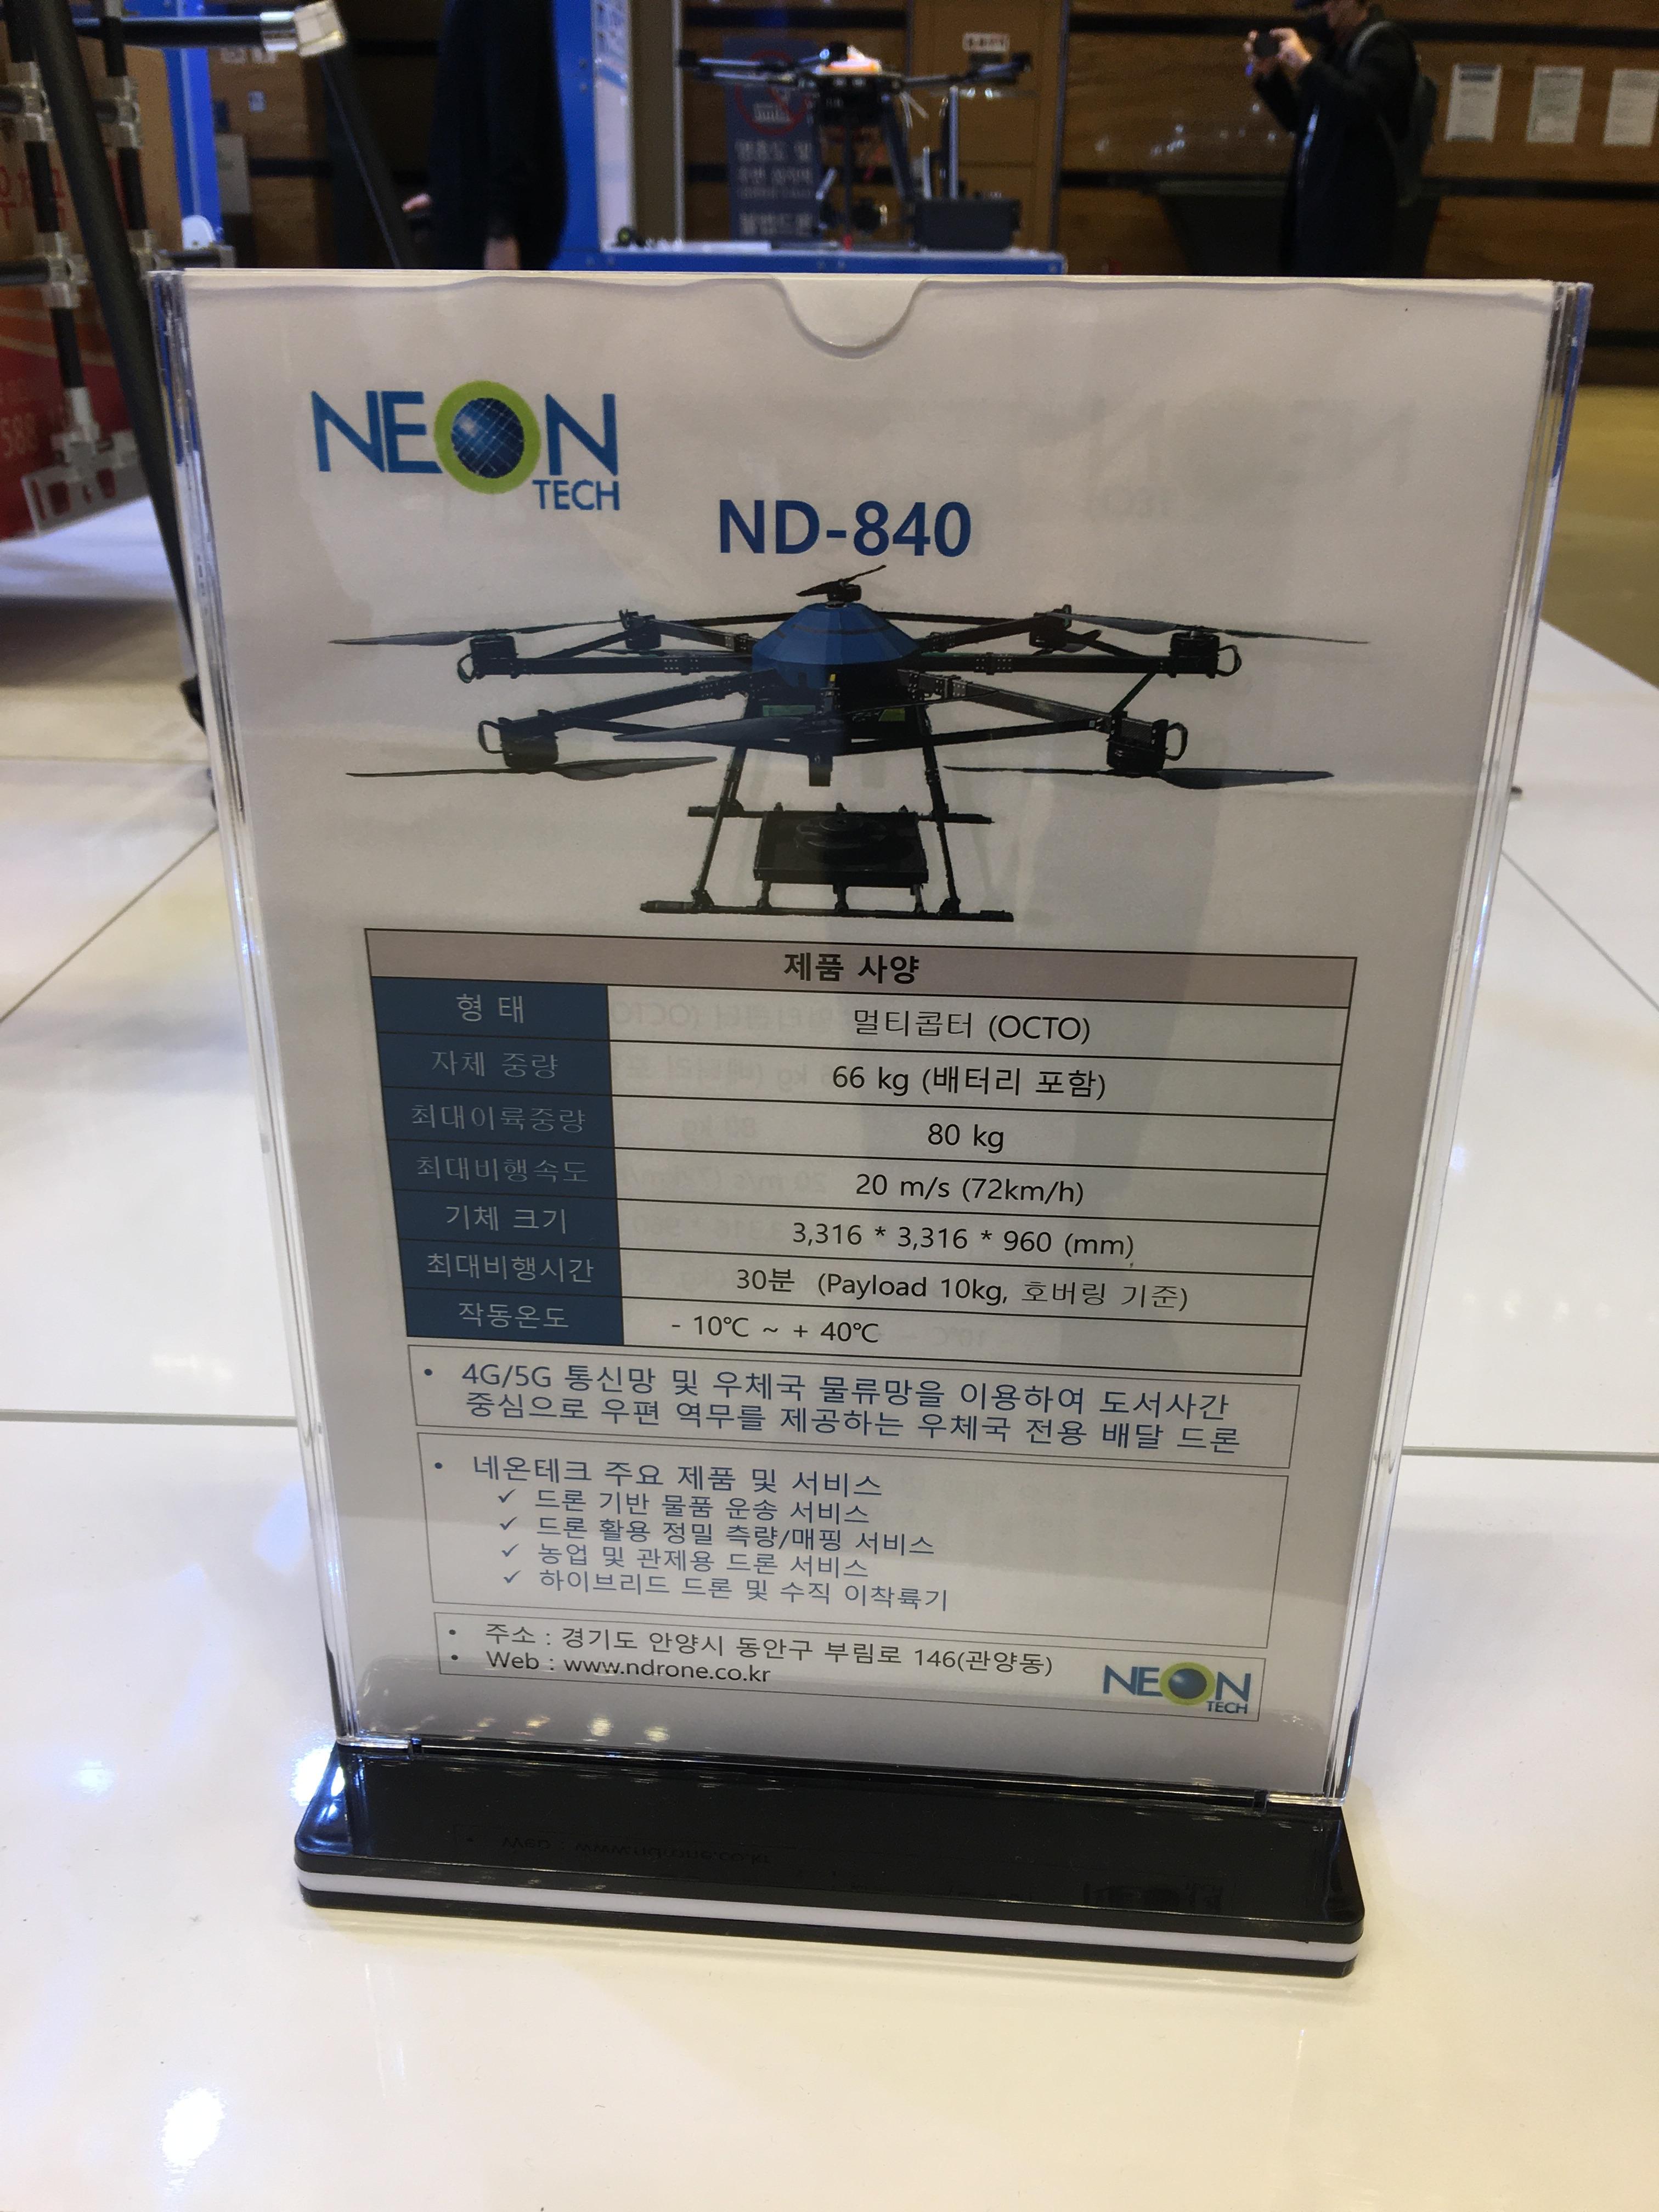 NEON
TECH
ND-840
제품 사양
형 태 멀티콥터 (OCTO)
자체 중량 66 kg (배터리 포함)
최대이륙중량 80 kg
최대비행속도 20 m/s (72km/h)
기체 크기 3,316 * 3,316 * 960 (mm)
최대비행시간 30분 (Payload 10kg, 호버링 기준)
작동온도 - 10℃ ~ + 40℃
• 4G/5G 통신망 및 우체국 물류망을 이용하여 도서사간
중심으로 우편 역무를 제공하는 우체국 전용 배달 드론
• 네온테크 주요 제품 및 서비스
✓ 드론 기반 물품 운송 서비스
✓ 드론 활용 정밀 측량/매핑 서비스
✓ 농업 및 관제용 드론 서비스
✓ 하이브리드 드론 및 수직 이착륙기
• 주소 : 경기도 안양시 동안구 부림로 146(관양동)
• Web : www.ndrone.co.kr
NEON
TECH